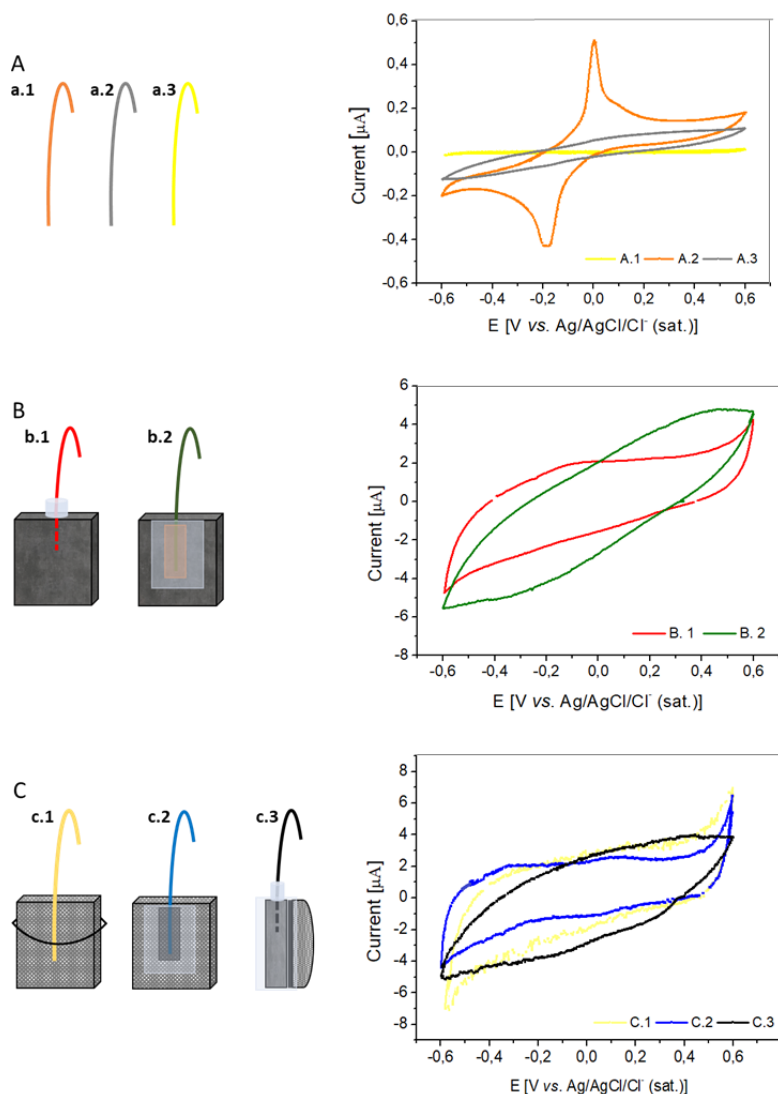 A
a.1 a.2 a.3
0,6
0,4
0,2
0,0
-0,2
-0,4
-0,6
Current [µA]
A.1 A.2 A.3
-0,6 -0,4 -0,2 0,0 0,2 0,4 0,6
E [V vs. Ag/AgCl/Cl⁻ (sat.)]
B
b.1 b.2
6
4
2
0
-2
-4
-6
-8
Current [µA]
B. 1 B. 2
-0,6 -0,4 -0,2 0,0 0,2 0,4 0,6
E [V vs. Ag/AgCl/Cl⁻ (sat.)]
C
c.1 c.2 c.3
8
6
4
2
0
-2
-4
-6
-8
Current [µA]
C.1 C.2 C.3
-0,6 -0,4 -0,2 0,0 0,2 0,4 0,6
E [V vs. Ag/AgCl/Cl⁻ (sat.)]